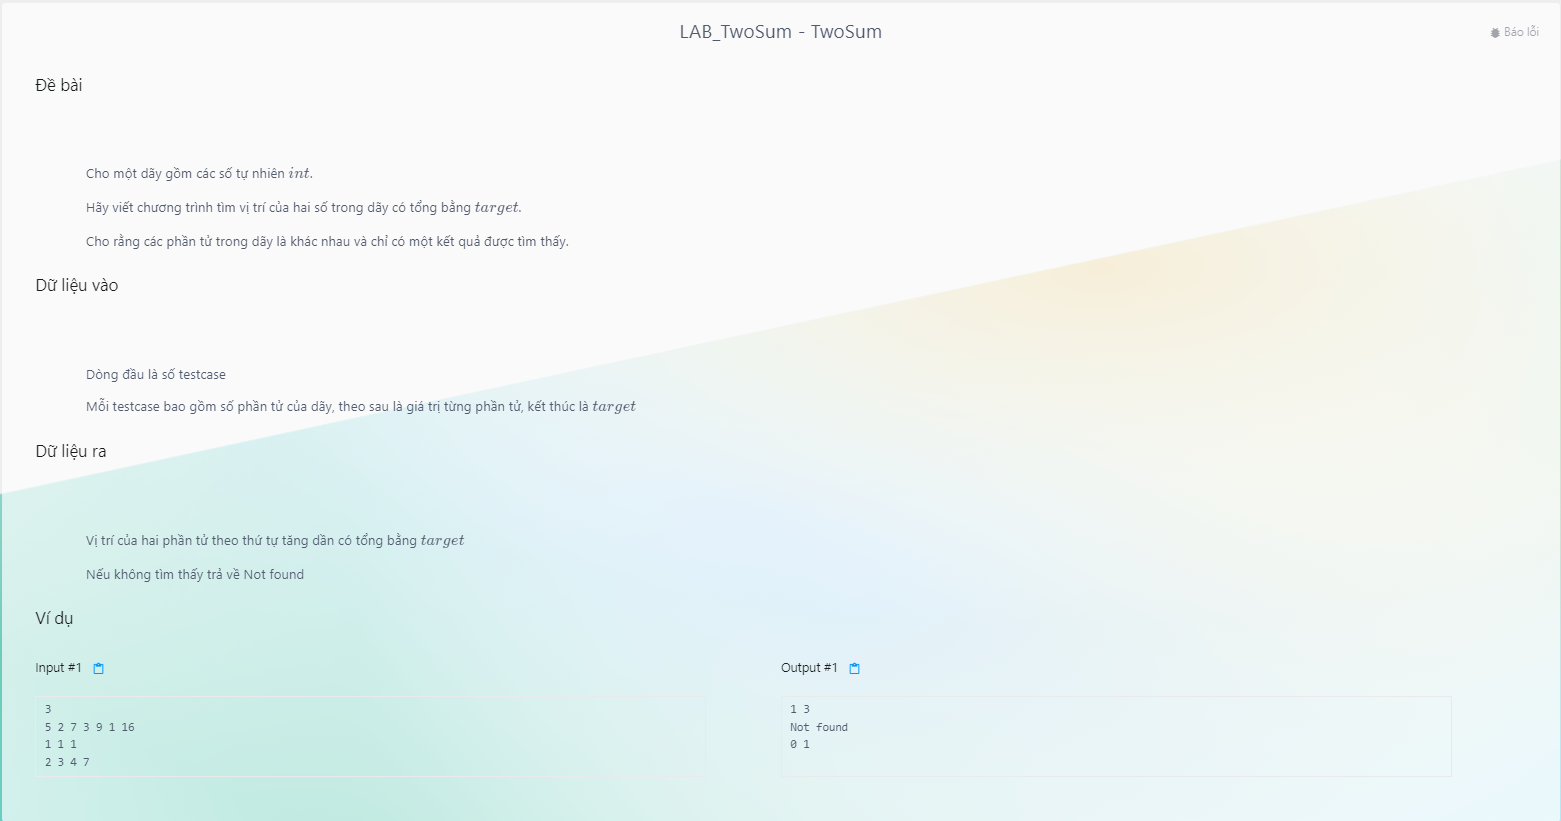 LAB_TwoSum - TwoSum
Báo lỗi
Đề bài
Cho một dãy gồm các số tự nhiên int.
Hãy viết chương trình tìm vị trí của hai số trong dãy có tổng bằng target.
Cho rằng các phần tử trong dãy là khác nhau và chỉ có một kết quả được tìm thấy.
Dữ liệu vào
Dòng đầu là số testcase
Mỗi testcase bao gồm số phần tử của dãy, theo sau là giá trị từng phần tử, kết thúc là target
Dữ liệu ra
Vị trí của hai phần tử theo thứ tự tăng dần có tổng bằng target
Nếu không tìm thấy trả về Not found
Ví dụ
Input #1
3
5 2 7 3 9 1 16
1 1 1
2 3 4 7
Output #1
1 3
Not found
0 1